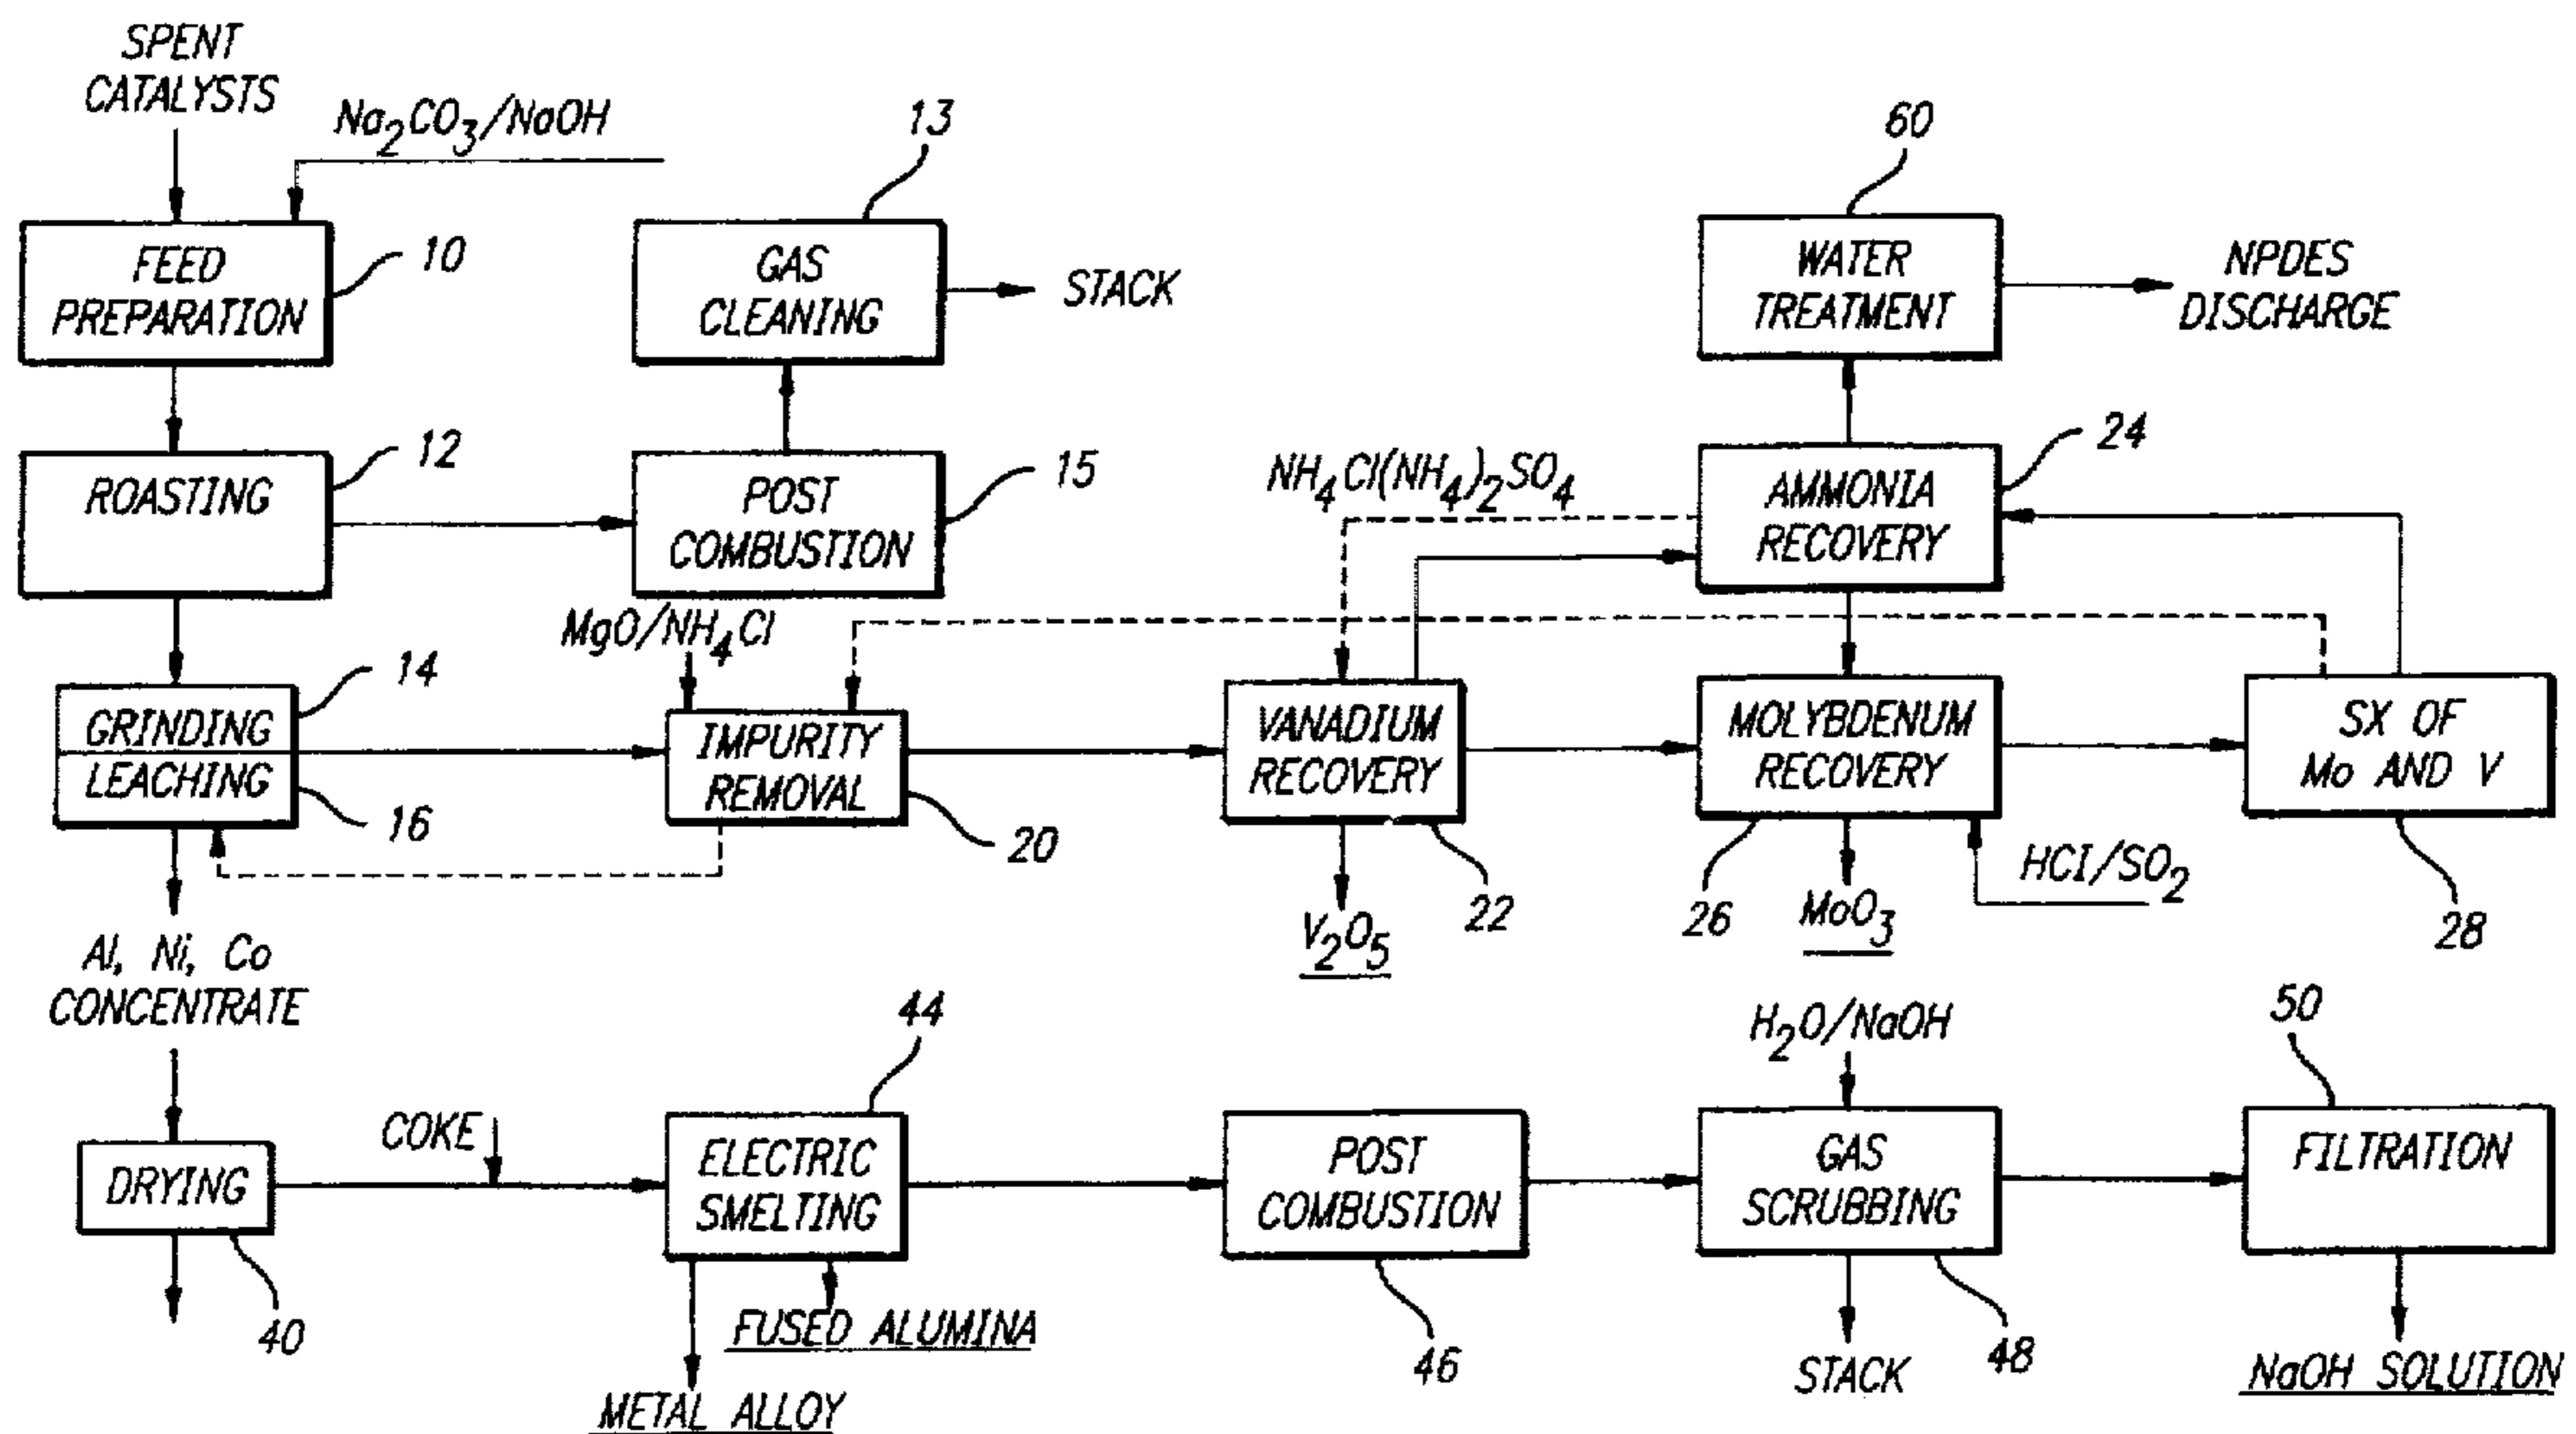 SPENT
CATALYSTS
Na2CO3/NaOH
13
60
FEED
PREPARATION
10
GAS
CLEANING
STACK
WATER
TREATMENT
NPDES
DISCHARGE
ROASTING
12
POST
COMBUSTION
15
NH4Cl(NH4)2SO4
AMMONIA
RECOVERY
24
MgO/NH4Cl
GRINDING
LEACHING
14
16
IMPURITY
REMOVAL
20
VANADIUM
RECOVERY
22
MOLYBDENUM
RECOVERY
26
SX OF
Mo AND V
28
HCl/SO2
V2O5
MoO3
Al, Ni, Co
CONCENTRATE
44
H2O/NaOH
50
DRYING
40
COKE
ELECTRIC
SMELTING
POST
COMBUSTION
46
GAS
SCRUBBING
48
FILTRATION
FUSED ALUMINA
METAL ALLOY
STACK
NaOH SOLUTION